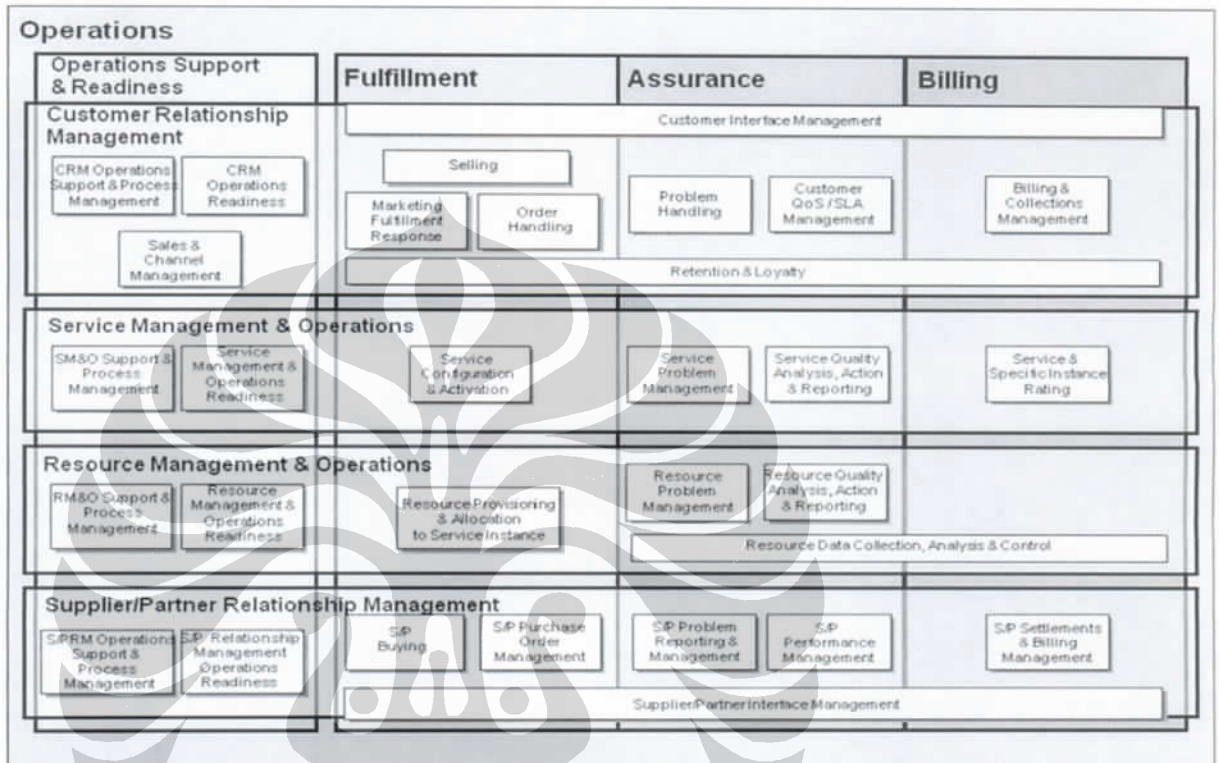 Operations
Operations Support
& Readiness
Fulfillment
Assurance
Billing
Customer Relationship
Management
Customer Interface Management
CRM Operations
Support & Process
Management
CRM
Operations
Readiness
Sales &
Channel
Management
Selling
Marketing
Fulfillment
Response
Order
Handling
Problem
Handling
Customer
QoS / SLA
Management
Billing &
Collections
Management
Retention & Loyalty
Service Management & Operations
SM&O Support &
Process
Management
Service
Management &
Operations
Readiness
Service
Configuration
& Activation
Service
Problem
Management
Service Quality
Analysis, Action
& Reporting
Service &
Specific Instance
Rating
Resource Management & Operations
RM&O Support &
Process
Management
Resource
Management &
Operations
Readiness
Resource Provisioning
& Allocation
to Service Instance
Resource
Problem
Management
Resource Quality
Analysis, Action
& Reporting
Resource Data Collection, Analysis & Control
Supplier/Partner Relationship Management
S/PRM Operations
Support &
Process
Management
S/P Relationship
Management
Operations
Readiness
S/P
Buying
S/P Purchase
Order
Management
S/P Problem
Reporting &
Management
S/P
Performance
Management
S/P Settlements
& Billing
Management
Supplier/Partner Interface Management